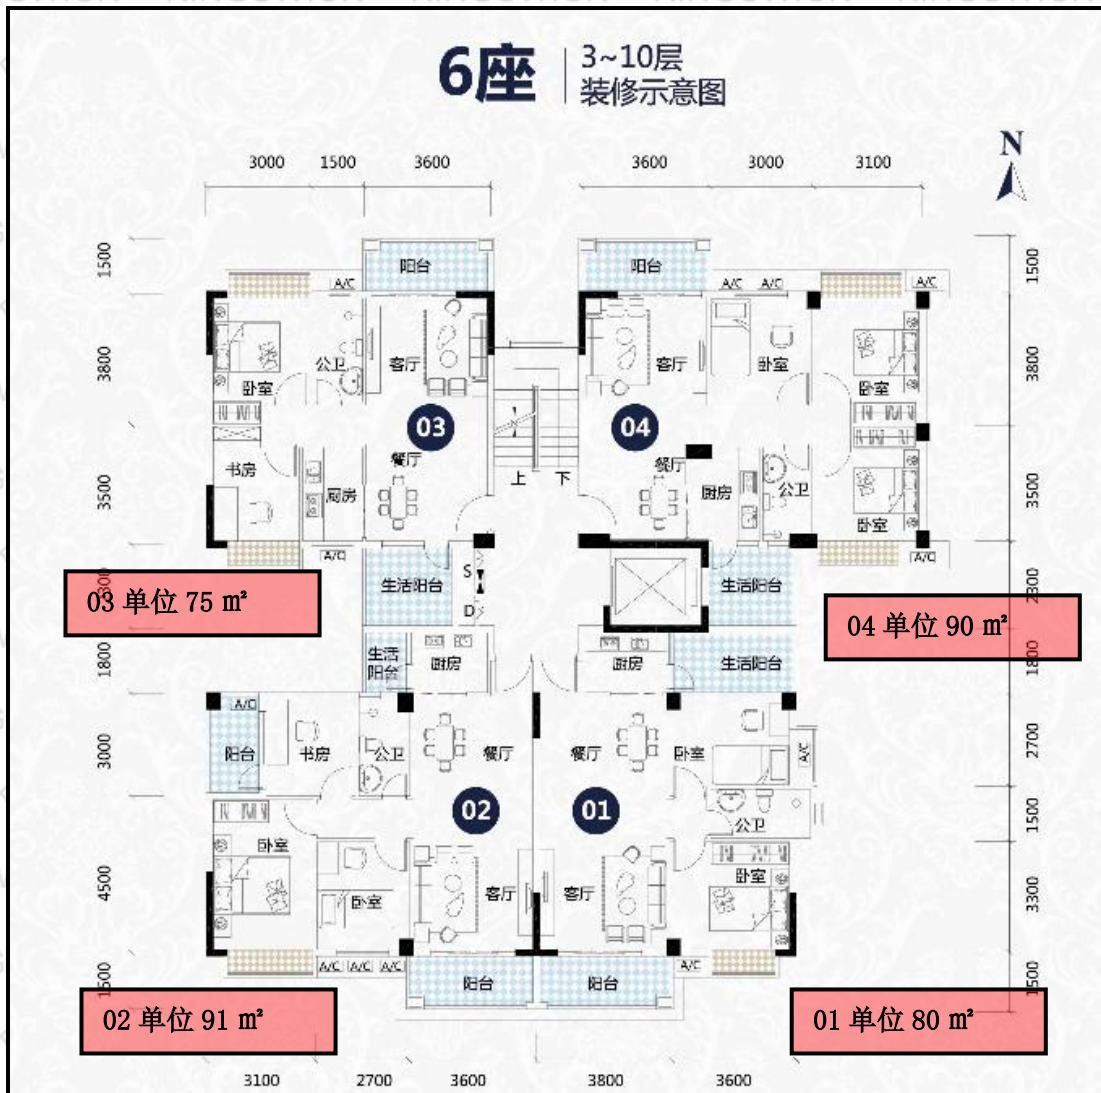 6座
3~10层
装修示意图
N
3000 1500 3600 3600 3000 3100
1500 1500
阳台 阳台
A/C A/C A/C A/C
3800 3800
公卫 客厅 客厅 卧室
卧室 卧室
03 04
书房 餐厅 餐厅
3500 厨房 上 下 厨房 公卫 3500
卧室
A/C A/C
生活阳台 S 生活阳台 2300
D
03 单位 75 ㎡
04 单位 90 ㎡
1800 生活 厨房 厨房 生活阳台 1800
阳台
A/C
3000 阳台 书房 公卫 餐厅 餐厅 卧室 A/C 2700
02 01
公卫 1500
卧室 卧室
4500 卧室 客厅 客厅 3300
A/C A/C A/C A/C
1500 阳台 阳台 1500
02 单位 91 ㎡
01 单位 80 ㎡
3100 2700 3600 3800 3600